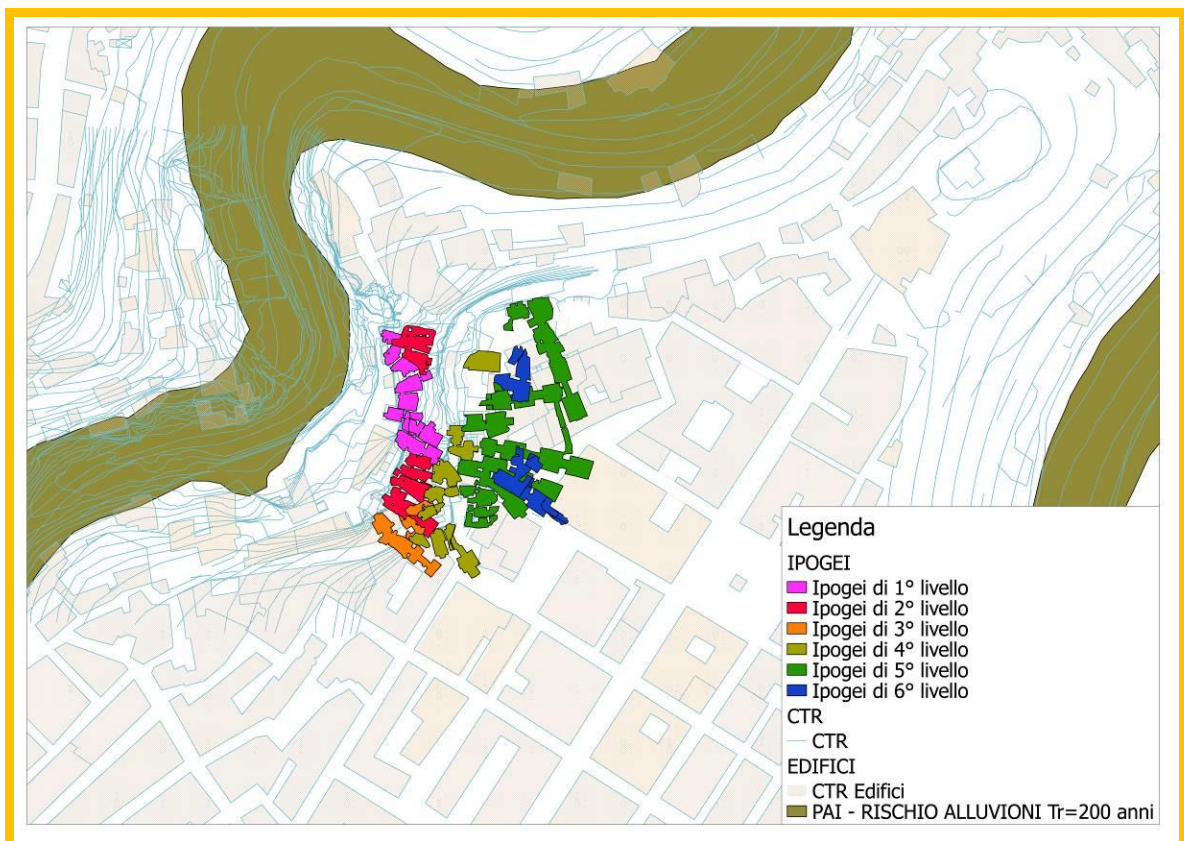 Legenda
IPOGEI
Ipogei di 1° livello
Ipogei di 2° livello
Ipogei di 3° livello
Ipogei di 4° livello
Ipogei di 5° livello
Ipogei di 6° livello
CTR
CTR
EDIFICI
CTR Edifici
PAI - RISCHIO ALLUVIONI Tr=200 anni